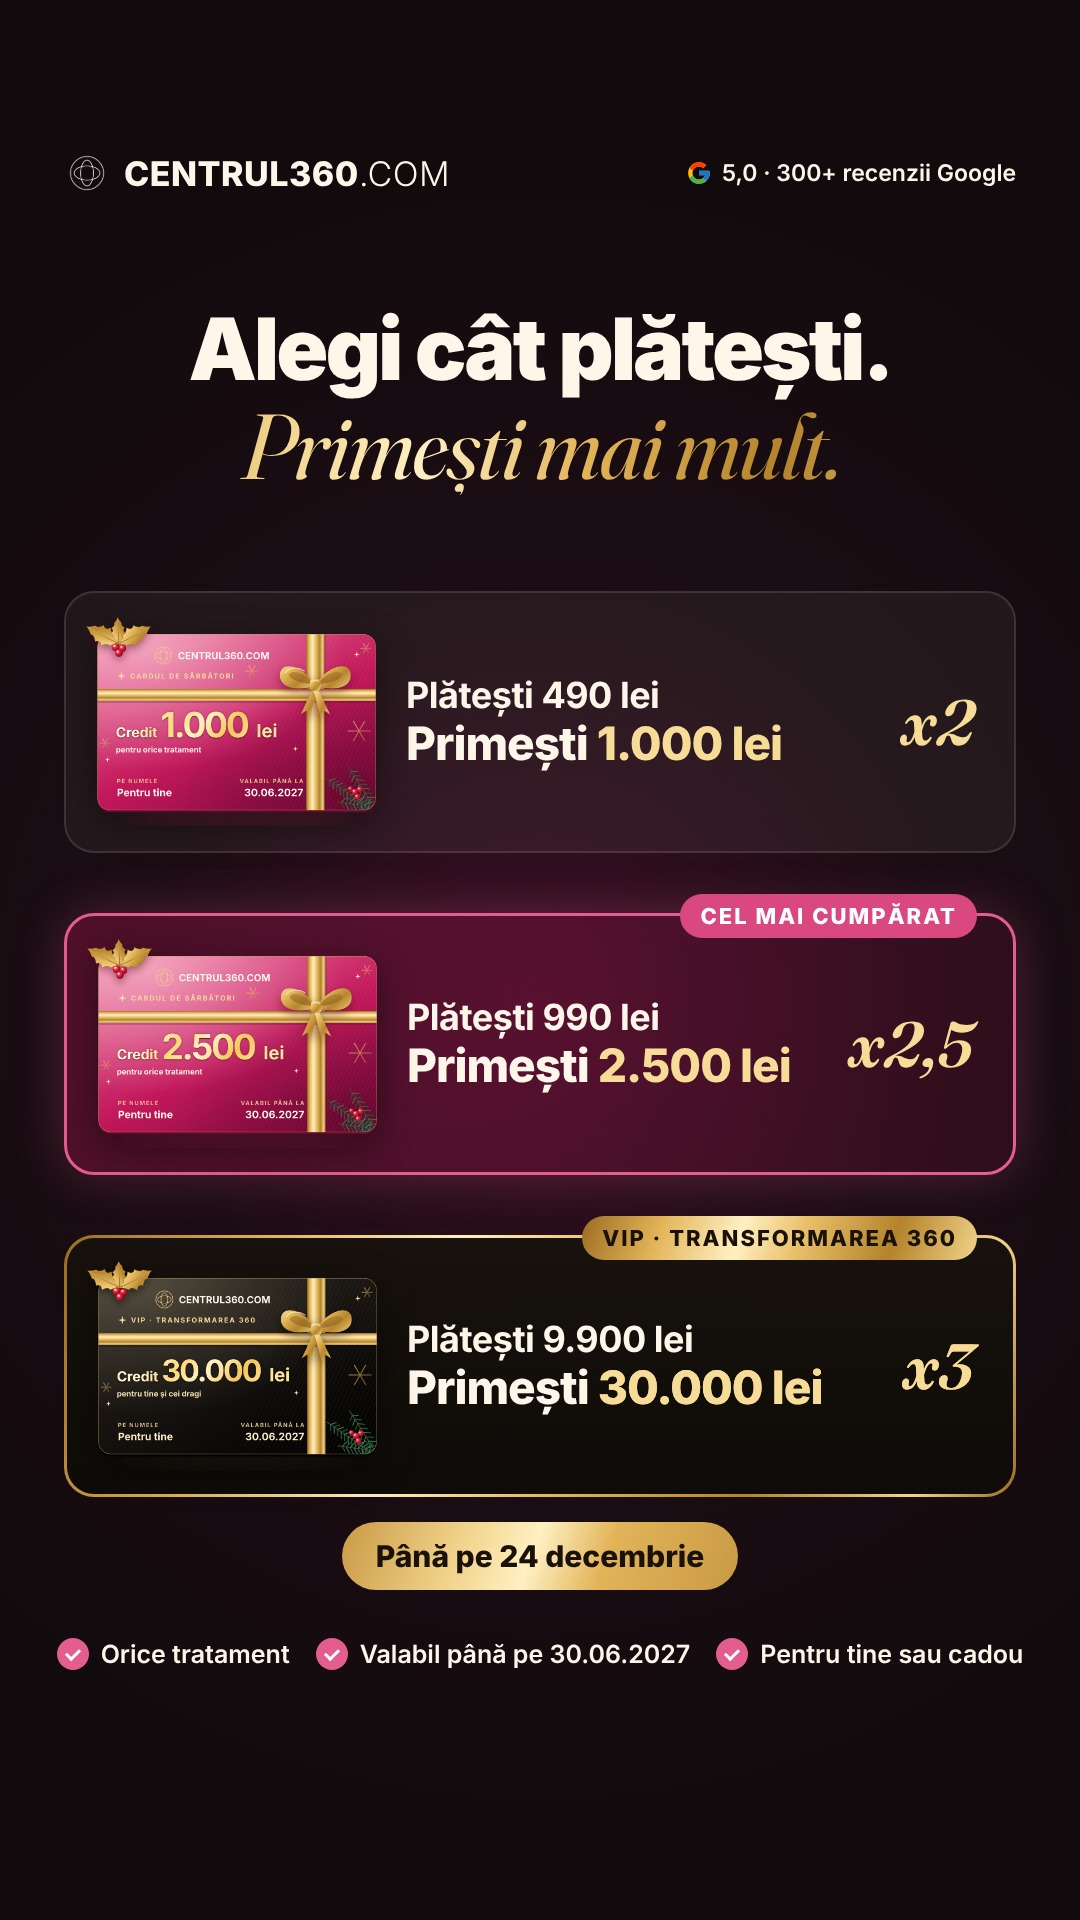 CENTRUL360.COM
5,0 · 300+ recenzii Google
Alegi cât plătești.
Primești mai mult.
CENTRUL360.COM
CARDUL DE SĂRBĂTORI
Credit 1.000 lei
pentru orice tratament
PE NUMELE
Pentru tine
VALABIL PÂNĂ LA
30.06.2027
Plătești 490 lei
Primești 1.000 lei
x2
CEL MAI CUMPĂRAT
CENTRUL360.COM
CARDUL DE SĂRBĂTORI
Credit 2.500 lei
pentru orice tratament
PE NUMELE
Pentru tine
VALABIL PÂNĂ LA
30.06.2027
Plătești 990 lei
Primești 2.500 lei
x2,5
VIP · TRANSFORMAREA 360
CENTRUL360.COM
VIP · TRANSFORMAREA 360
Credit 30.000 lei
pentru tine și cei dragi
PE NUMELE
Pentru tine
VALABIL PÂNĂ LA
30.06.2027
Plătești 9.900 lei
Primești 30.000 lei
x3
Până pe 24 decembrie
Orice tratament
Valabil până pe 30.06.2027
Pentru tine sau cadou